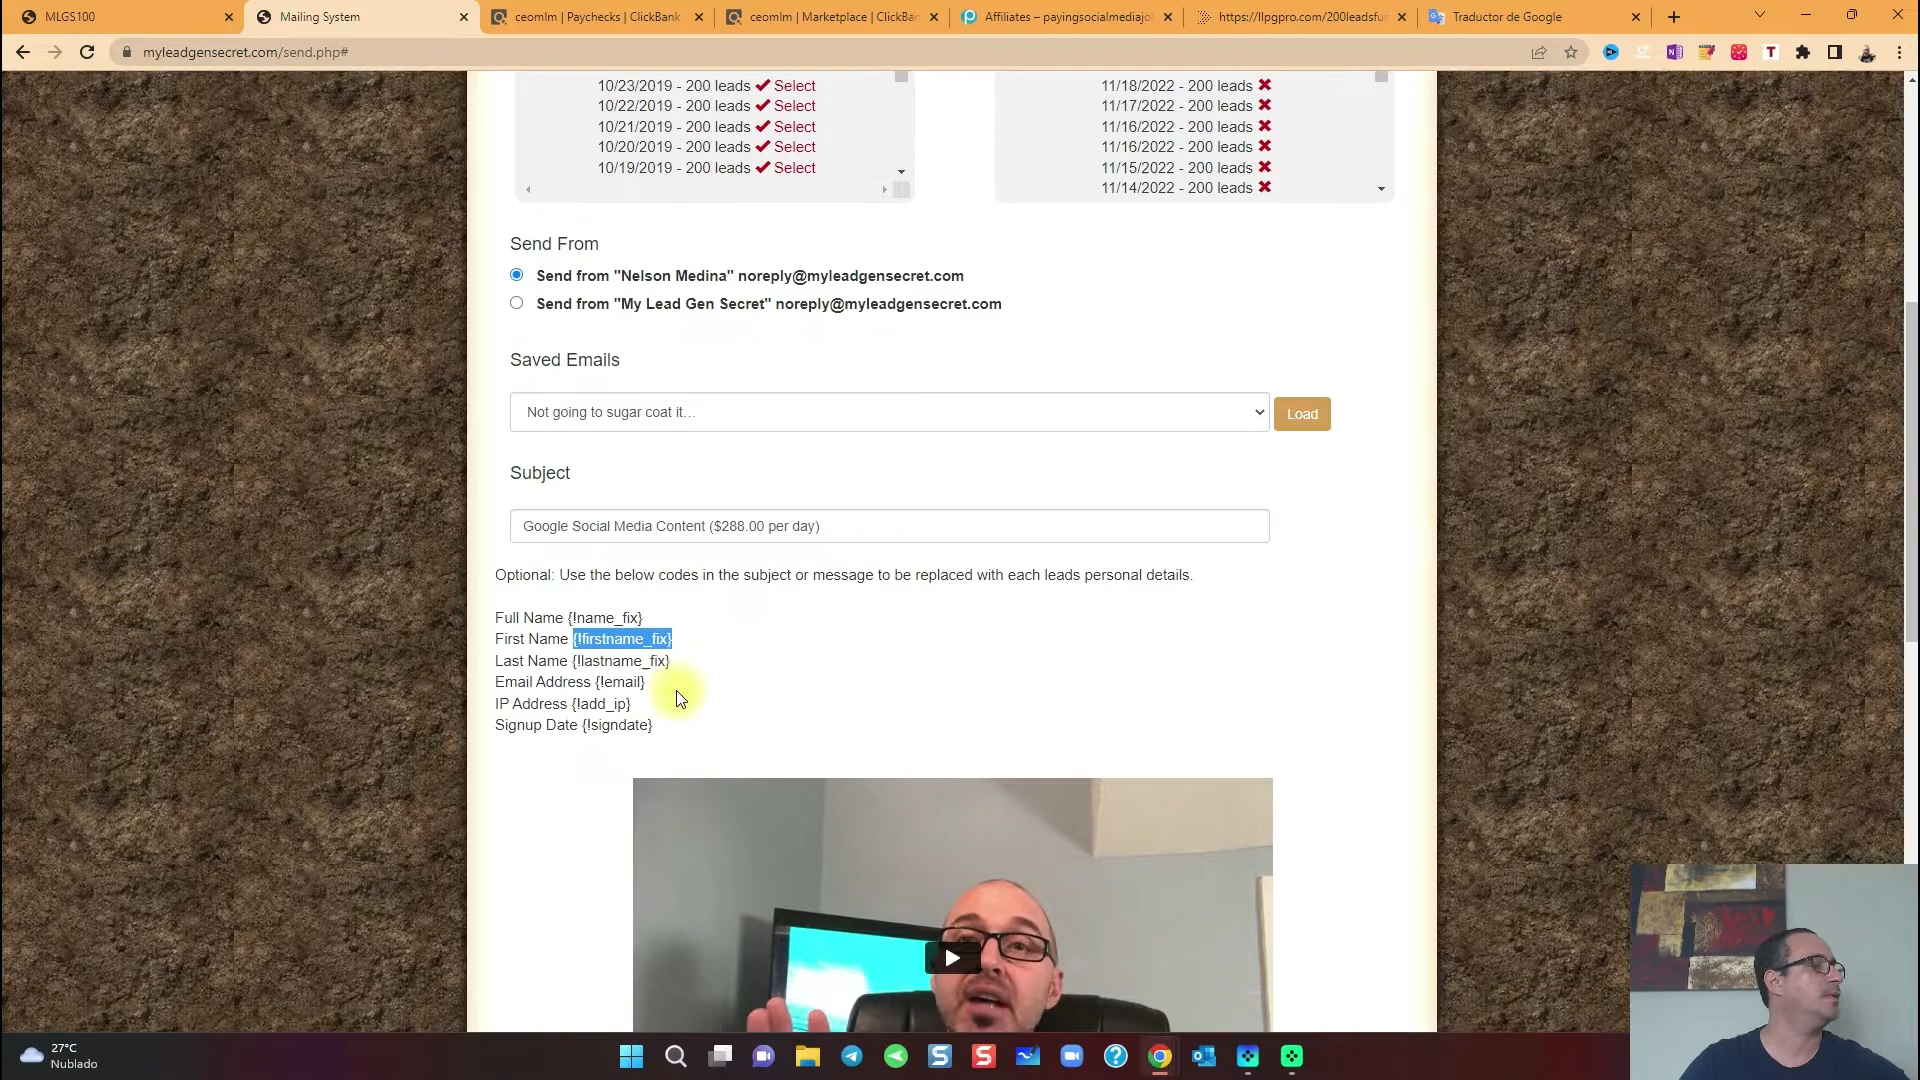 MLGS100
Mailing System
ceomlm | Paychecks | ClickBank
ceomlm | Marketplace | ClickBan
Affiliates – payingsocialmediajo
https://llpgpro.com/200leadsfu
Traductor de Google
myleadgensecret.com/send.php#
10/23/2019 - 200 leads ✔ Select
10/22/2019 - 200 leads ✔ Select
10/21/2019 - 200 leads ✔ Select
10/20/2019 - 200 leads ✔ Select
10/19/2019 - 200 leads ✔ Select
11/18/2022 - 200 leads ✖
11/17/2022 - 200 leads ✖
11/16/2022 - 200 leads ✖
11/16/2022 - 200 leads ✖
11/15/2022 - 200 leads ✖
11/14/2022 - 200 leads ✖
Send From
Send from "Nelson Medina" noreply@myleadgensecret.com
Send from "My Lead Gen Secret" noreply@myleadgensecret.com
Saved Emails
Not going to sugar coat it…
Load
Subject
Google Social Media Content ($288.00 per day)
Optional: Use the below codes in the subject or message to be replaced with each leads personal details.
Full Name {!name_fix}
First Name {!firstname_fix}
Last Name {!lastname_fix}
Email Address {!email}
IP Address {!add_ip}
Signup Date {!signdate}
27°C
Nublado